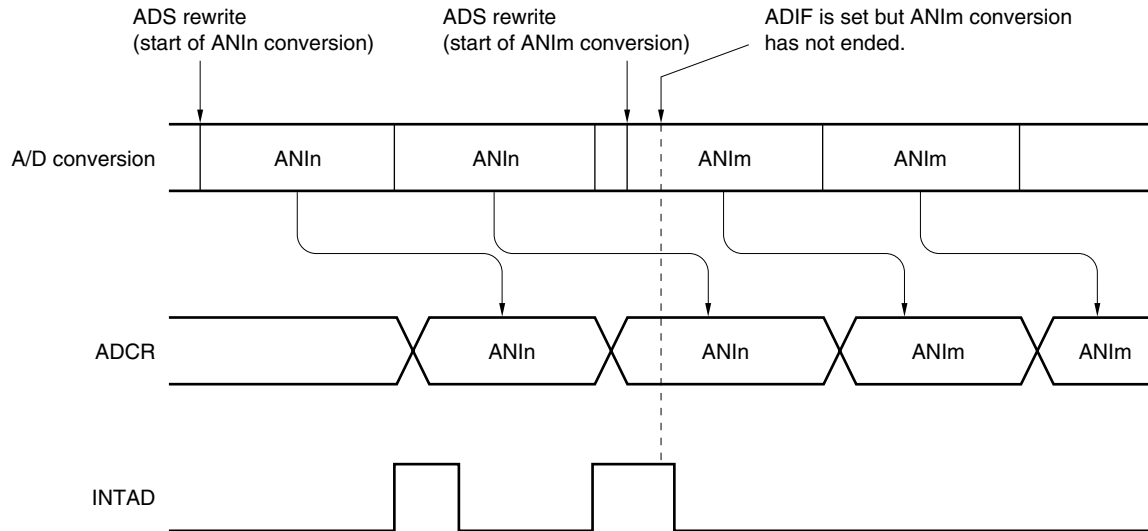 ADS rewrite
(start of ANIn conversion)
ADS rewrite
(start of ANIm conversion)
ADIF is set but ANIm conversion
has not ended.
A/D conversion
ANIn
ANIn
ANIm
ANIm
ADCR
ANIn
ANIn
ANIm
ANIm
INTAD